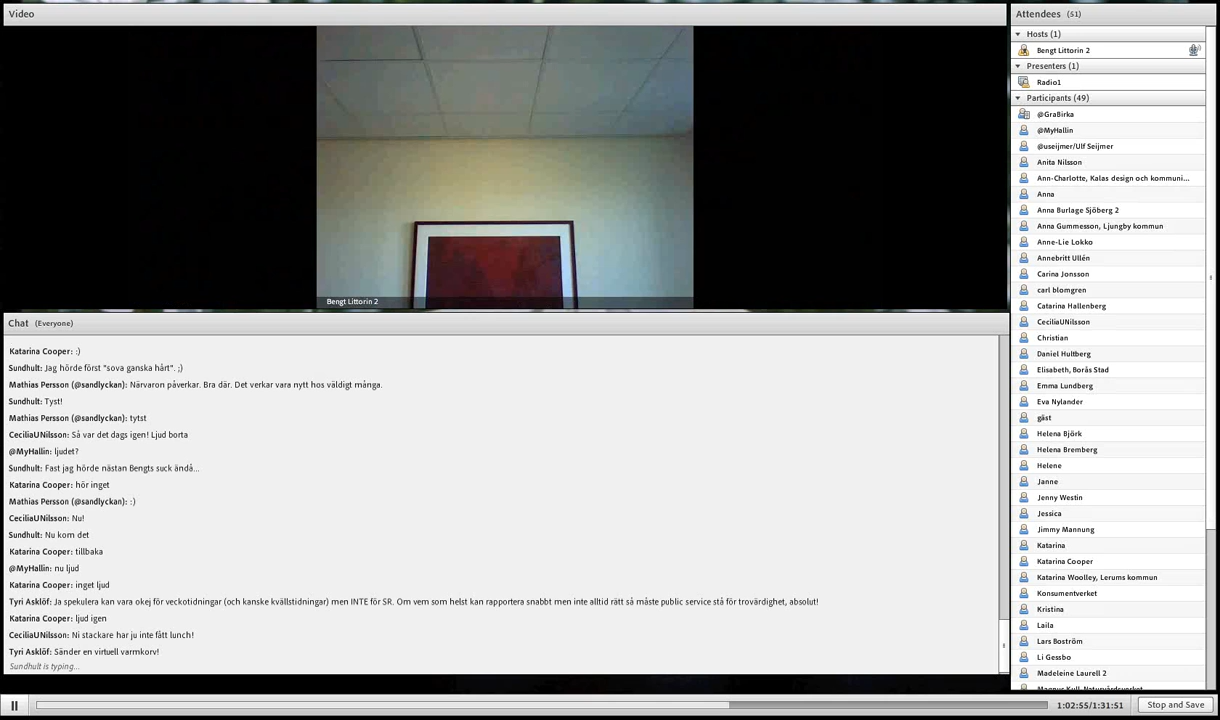 Video
Bengt Littorin 2
Chat (Everyone)
Katarina Cooper: :)
Sundhult: Jag hörde först "sova ganska hårt". ;)
Mathias Persson (@sandlyckan): Närvaron påverkar. Bra där. Det verkar vara nytt hos väldigt många.
Sundhult: Tyst!
Mathias Persson (@sandlyckan): tytst
CeciliaUNilsson: Så var det dags igen! Ljud borta
@MyHallin: ljudet?
Sundhult: Fast jag hörde nästan Bengts suck ändå...
Katarina Cooper: hör inget
Mathias Persson (@sandlyckan): :)
CeciliaUNilsson: Nu!
Sundhult: Nu kom det
Katarina Cooper: tillbaka
@MyHallin: nu ljud
Katarina Cooper: inget ljud
Tyri Asklöf: Ja spekulera kan vara okej för veckotidningar (och kanske kvällstidningar) men INTE för SR. Om vem som helst kan rapportera snabbt men inte alltid rätt så måste public service stå för trovärdighet, absolut!
Katarina Cooper: ljud igen
CeciliaUNilsson: Ni stackare har ju inte fått lunch!
Tyri Asklöf: Sänder en virtuell varmkorv!
Sundhult is typing...
Attendees (51)
Hosts (1)
Bengt Littorin 2
Presenters (1)
Radio1
Participants (49)
@GraBirka
@MyHallin
@useijmer/Ulf Seijmer
Anita Nilsson
Ann-Charlotte, Kalas design och kommuni...
Anna
Anna Burlage Sjöberg 2
Anna Gummesson, Ljungby kommun
Anne-Lie Lokko
Annebritt Ullén
Carina Jonsson
carl blomgren
Catarina Hallenberg
CeciliaUNilsson
Christian
Daniel Hultberg
Elisabeth, Borås Stad
Emma Lundberg
Eva Nylander
gäst
Helena Björk
Helena Bremberg
Helene
Janne
Jenny Westin
Jessica
Jimmy Mannung
Katarina
Katarina Cooper
Katarina Woolley, Lerums kommun
Konsumentverket
Kristina
Laila
Lars Boström
Li Gessbo
Madeleine Laurell 2
Magnus Kull, Naturvårdsverket
1:02:55/1:31:51
Stop and Save